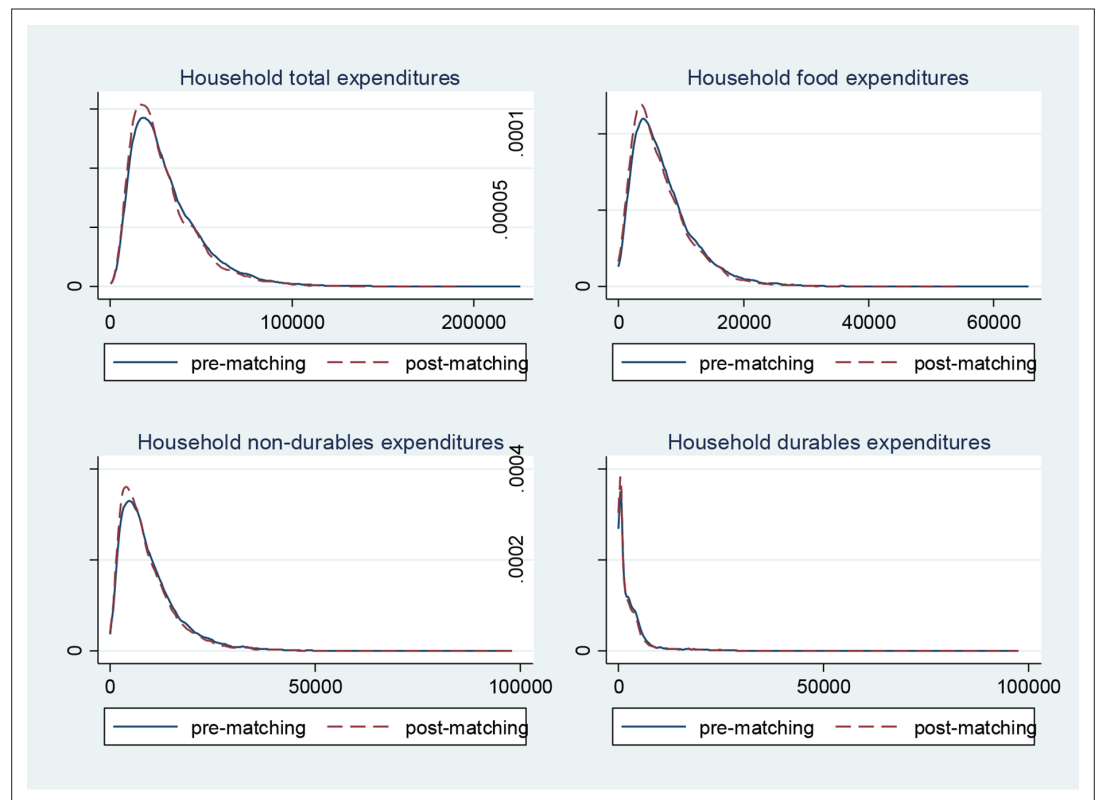 Household total expenditures
Household food expenditures
.0001
.00005
0
0
0 100000 200000
0 20000 40000 60000
pre-matching post-matching
pre-matching post-matching
Household non-durables expenditures
Household durables expenditures
.0004
.0002
0
0
0 50000 100000
0 50000 100000
pre-matching post-matching
pre-matching post-matching